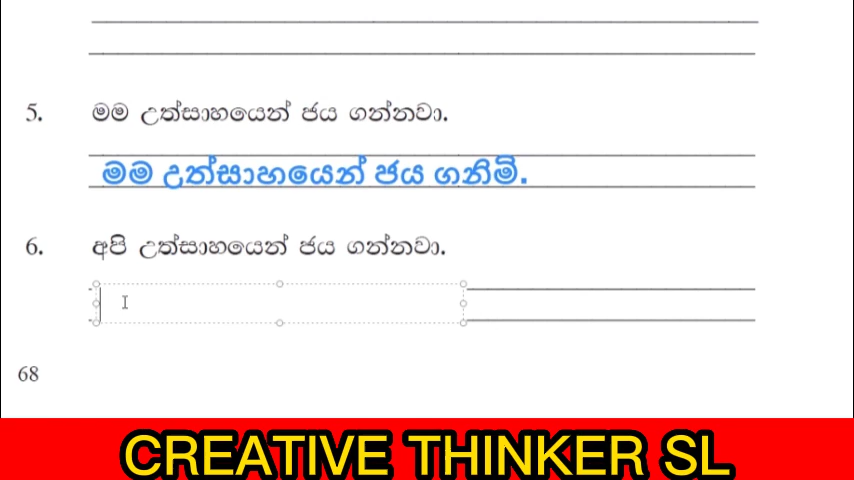 5. මම උත්සාහයෙන් ජය ගන්නවා.
මම උත්සාහයෙන් ජය ගනිමි.
6. අපි උත්සාහයෙන් ජය ගන්නවා.
68
CREATIVE THINKER SL